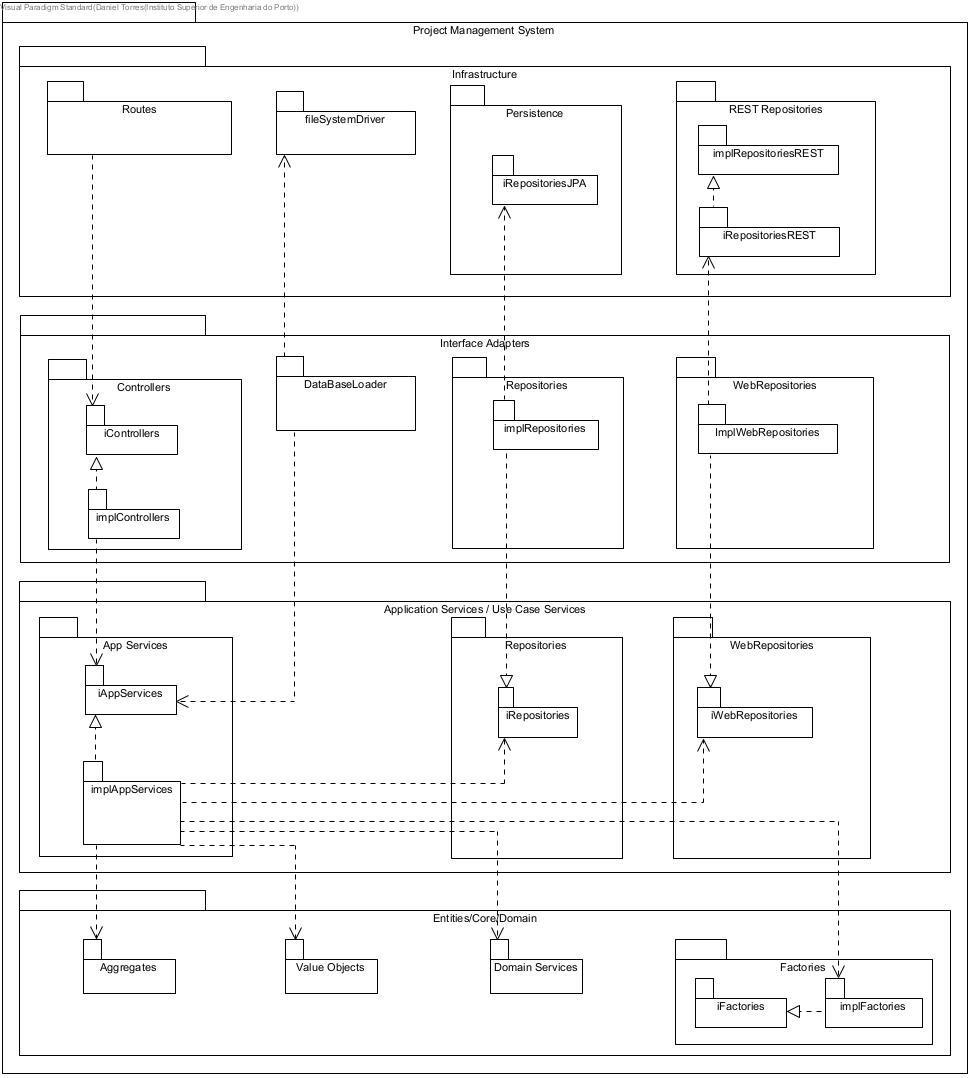 Visual Paradigm Standard(Daniel Torres(Instituto Superior de Engenharia do Porto))
Project Management System
Infrastructure
Routes
fileSystemDriver
Persistence
REST Repositories
iRepositoriesJPA
implRepositoriesREST
iRepositoriesREST
Interface Adapters
Controllers
DataBaseLoader
Repositories
WebRepositories
iControllers
implRepositories
ImplWebRepositories
implControllers
Application Services / Use Case Services
App Services
Repositories
WebRepositories
iAppServices
iRepositories
iWebRepositories
implAppServices
Entities/Core/Domain
Aggregates
Value Objects
Domain Services
Factories
iFactories
implFactories